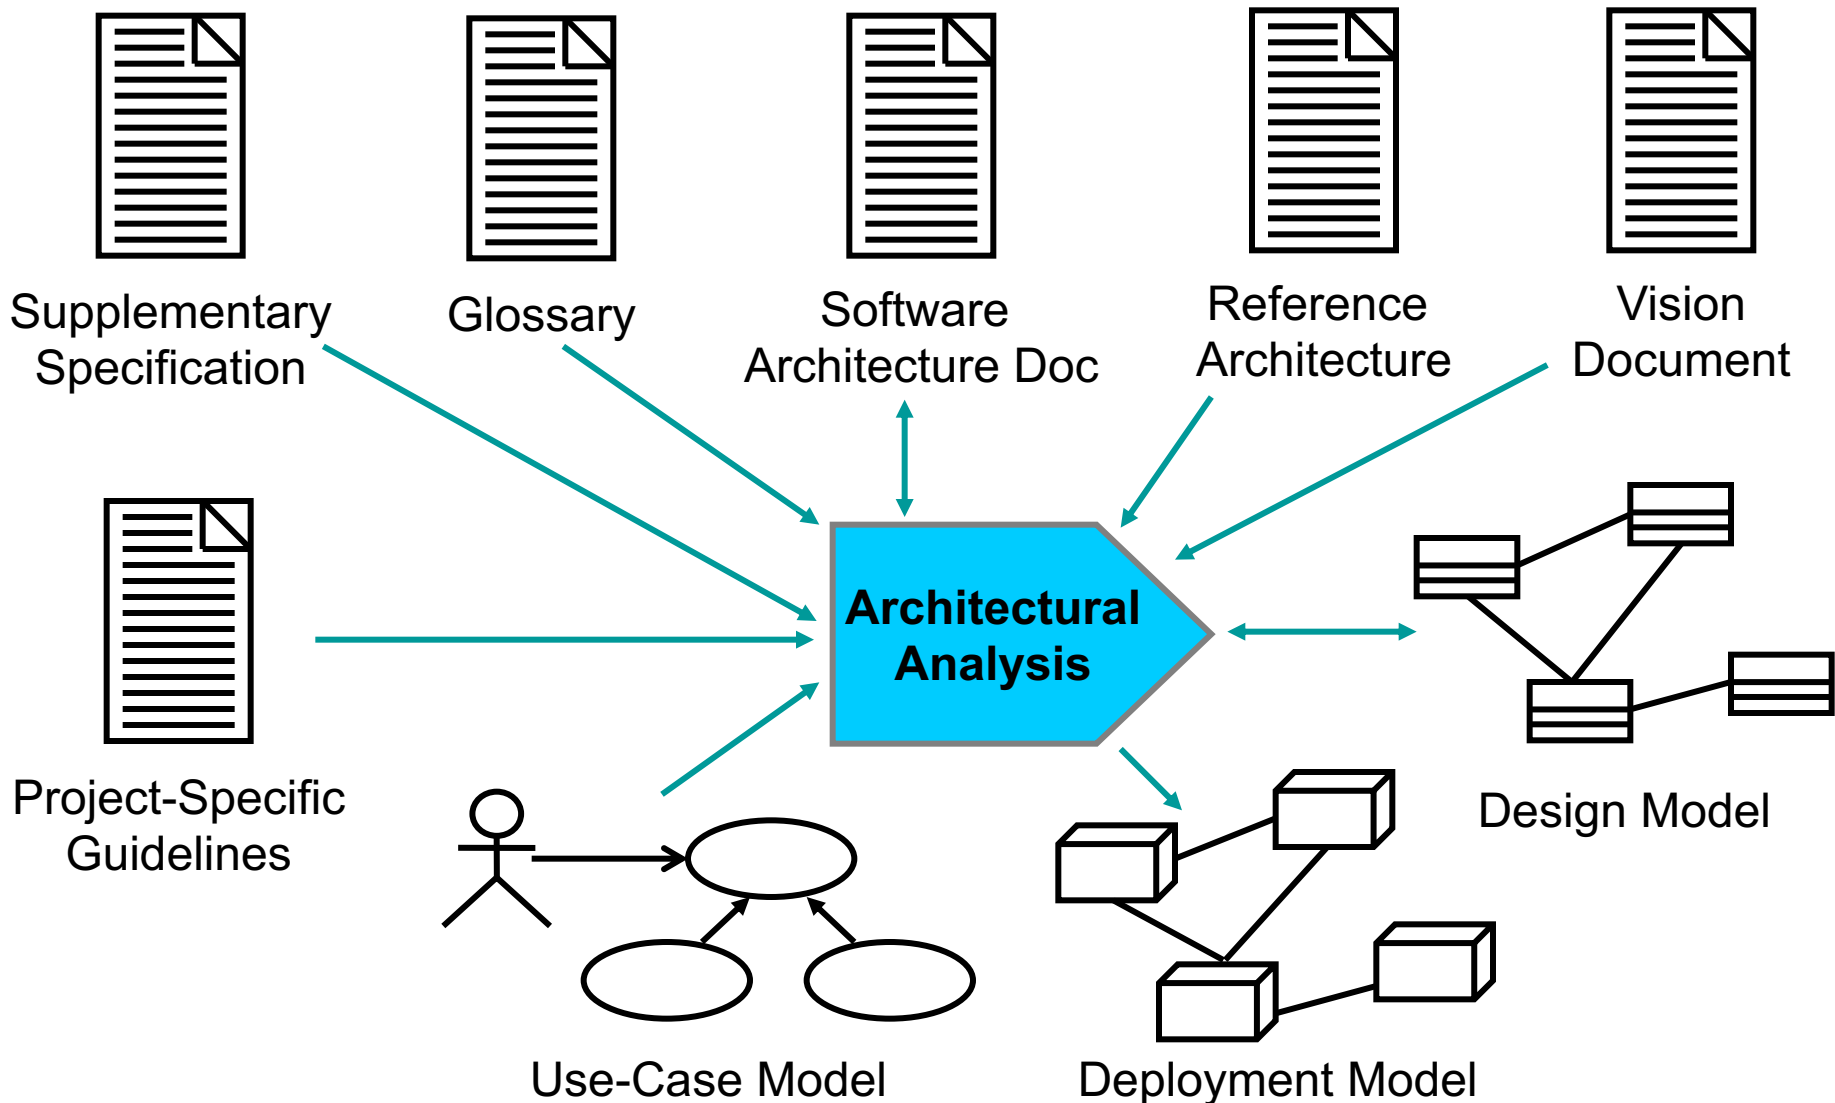 Supplementary
Specification
Glossary
Software
Architecture Doc
Reference
Architecture
Vision
Document
Architectural
Analysis
Project-Specific
Guidelines
Design Model
Use-Case Model
Deployment Model